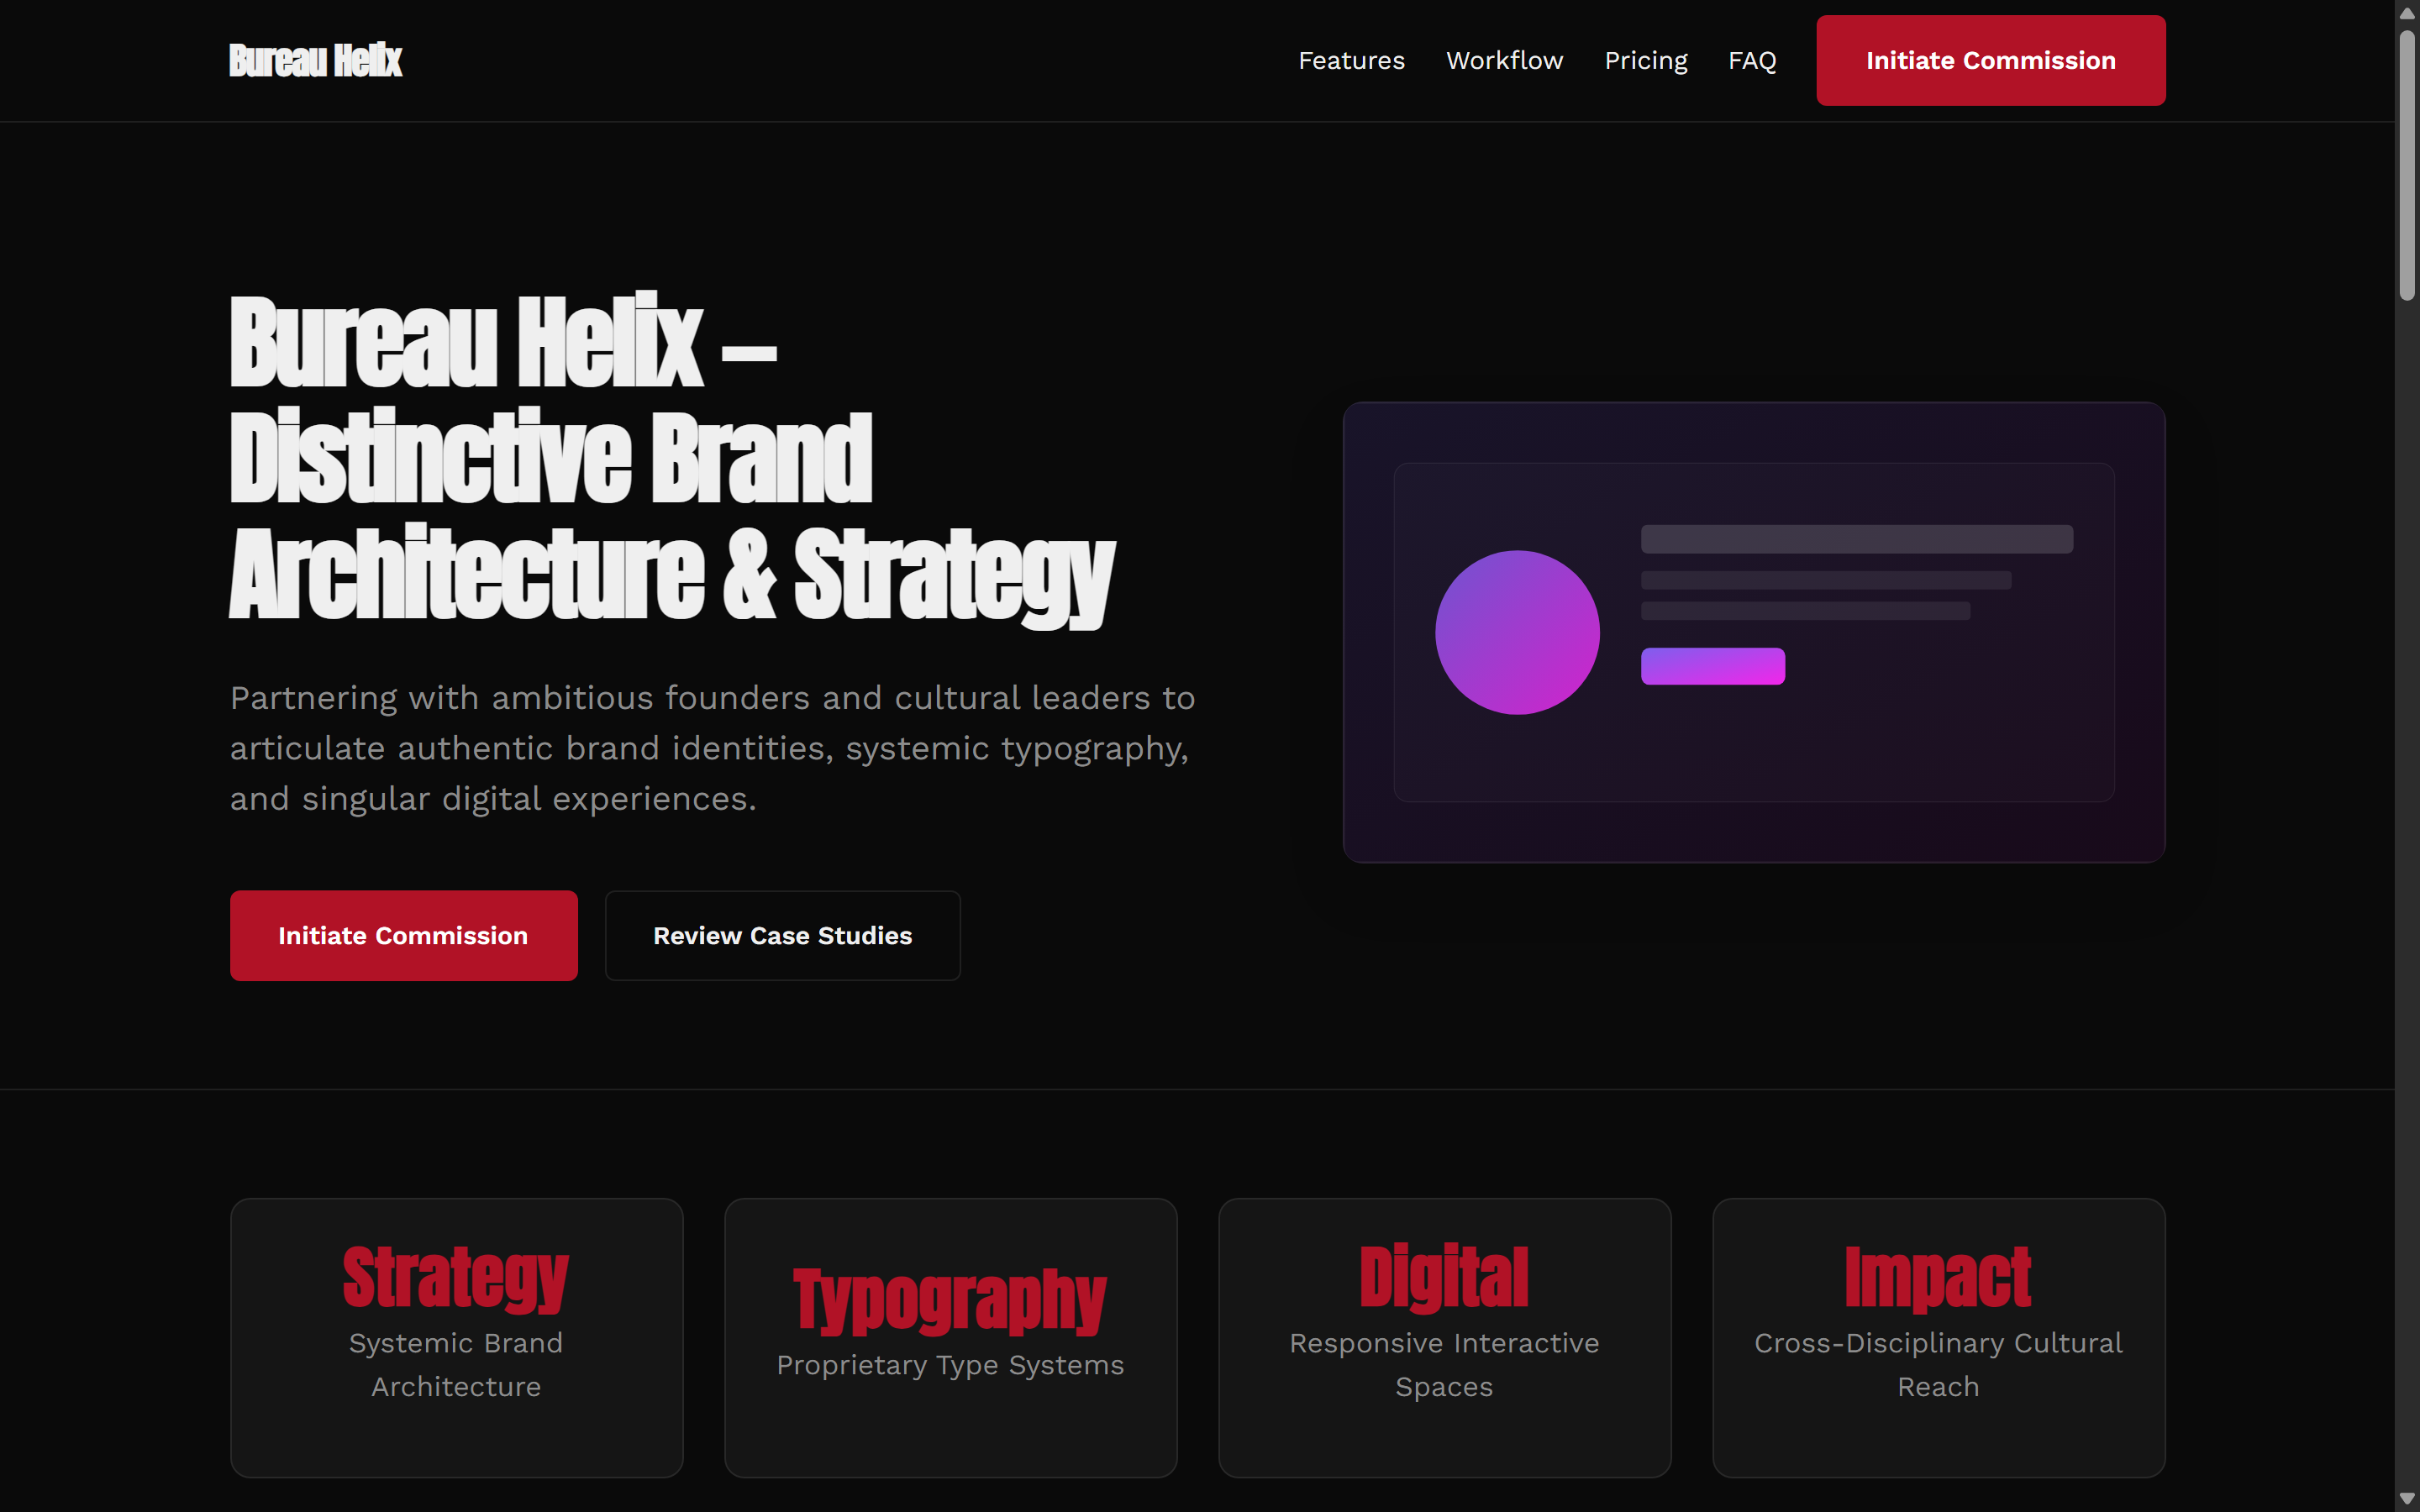 Bureau Helix
Features
Workflow
Pricing
FAQ
Initiate Commission
Bureau Helix –
Distinctive Brand
Architecture & Strategy
Partnering with ambitious founders and cultural leaders to
articulate authentic brand identities, systemic typography,
and singular digital experiences.
Initiate Commission
Review Case Studies
Strategy
Systemic Brand
Architecture
Typography
Proprietary Type Systems
Digital
Responsive Interactive
Spaces
Impact
Cross-Disciplinary Cultural
Reach